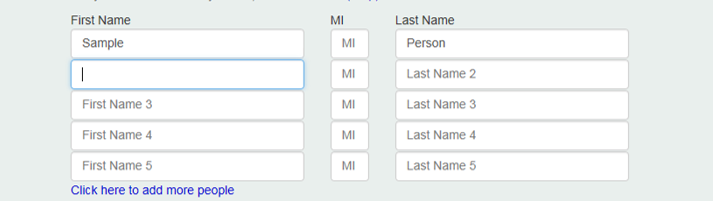 First Name MI Last Name
Sample MI Person
MI Last Name 2
First Name 3 MI Last Name 3
First Name 4 MI Last Name 4
First Name 5 MI Last Name 5
Click here to add more people